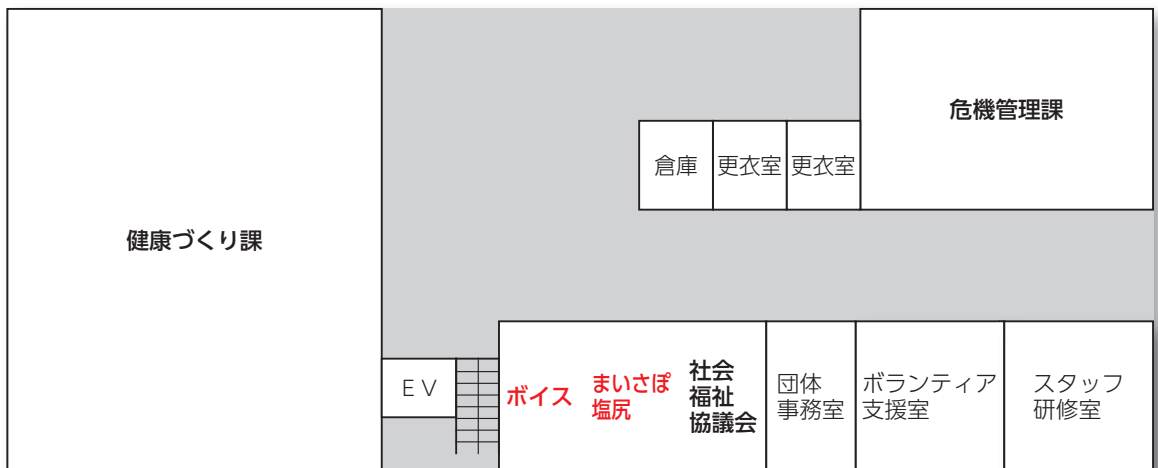 危機管理課
倉庫
更衣室
更衣室
健康づくり課
ＥＶ
ボイス
まいさぽ
塩尻
社会
福祉
協議会
団体
事務室
ボランティア
支援室
スタッフ
研修室